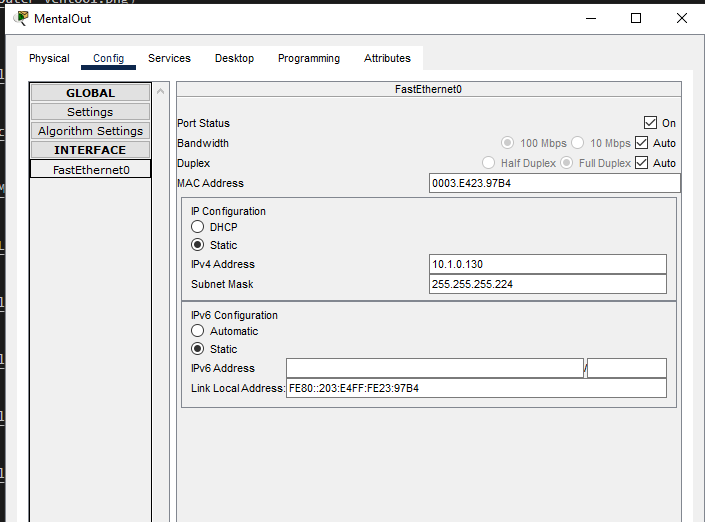 MentalOut
Physical Config Services Desktop Programming Attributes
GLOBAL
Settings
Algorithm Settings
INTERFACE
FastEthernet0
FastEthernet0
Port Status On
Bandwidth 100 Mbps 10 Mbps Auto
Duplex Half Duplex Full Duplex Auto
MAC Address 0003.E423.97B4
IP Configuration
DHCP
Static
IPv4 Address 10.1.0.130
Subnet Mask 255.255.255.224
IPv6 Configuration
Automatic
Static
IPv6 Address /
Link Local Address: FE80::203:E4FF:FE23:97B4